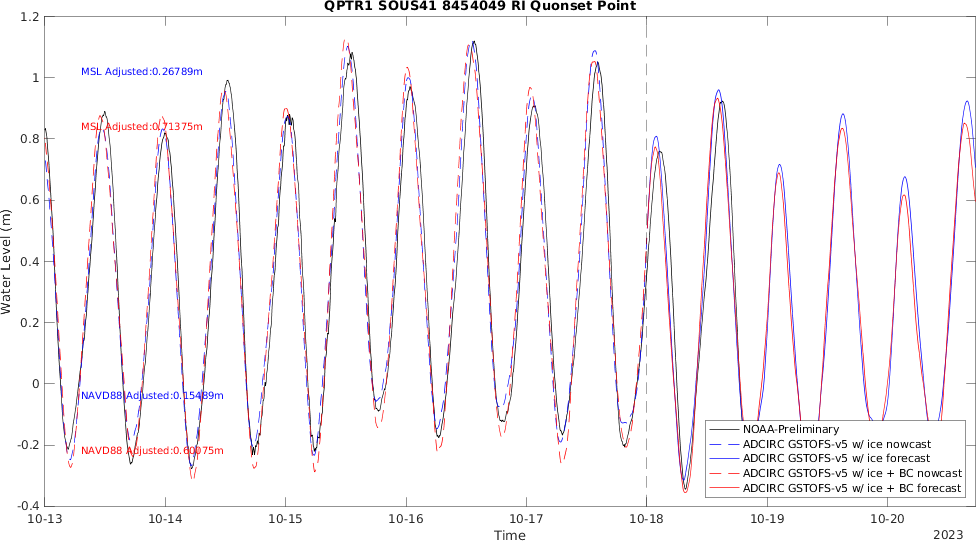 QPTR1 SOUS41 8454049 RI Quonset Point
Water Level (m)
1.2
1
0.8
0.6
0.4
0.2
0
-0.2
-0.4
MSL Adjusted:0.26789m
MSL Adjusted:0.71375m
NAVD88 Adjusted:0.15489m
NAVD88 Adjusted:0.60075m
NOAA-Preliminary
ADCIRC GSTOFS-v5 w/ ice nowcast
ADCIRC GSTOFS-v5 w/ ice forecast
ADCIRC GSTOFS-v5 w/ ice + BC nowcast
ADCIRC GSTOFS-v5 w/ ice + BC forecast
10-13 10-14 10-15 10-16 10-17 10-18 10-19 10-20
Time
2023